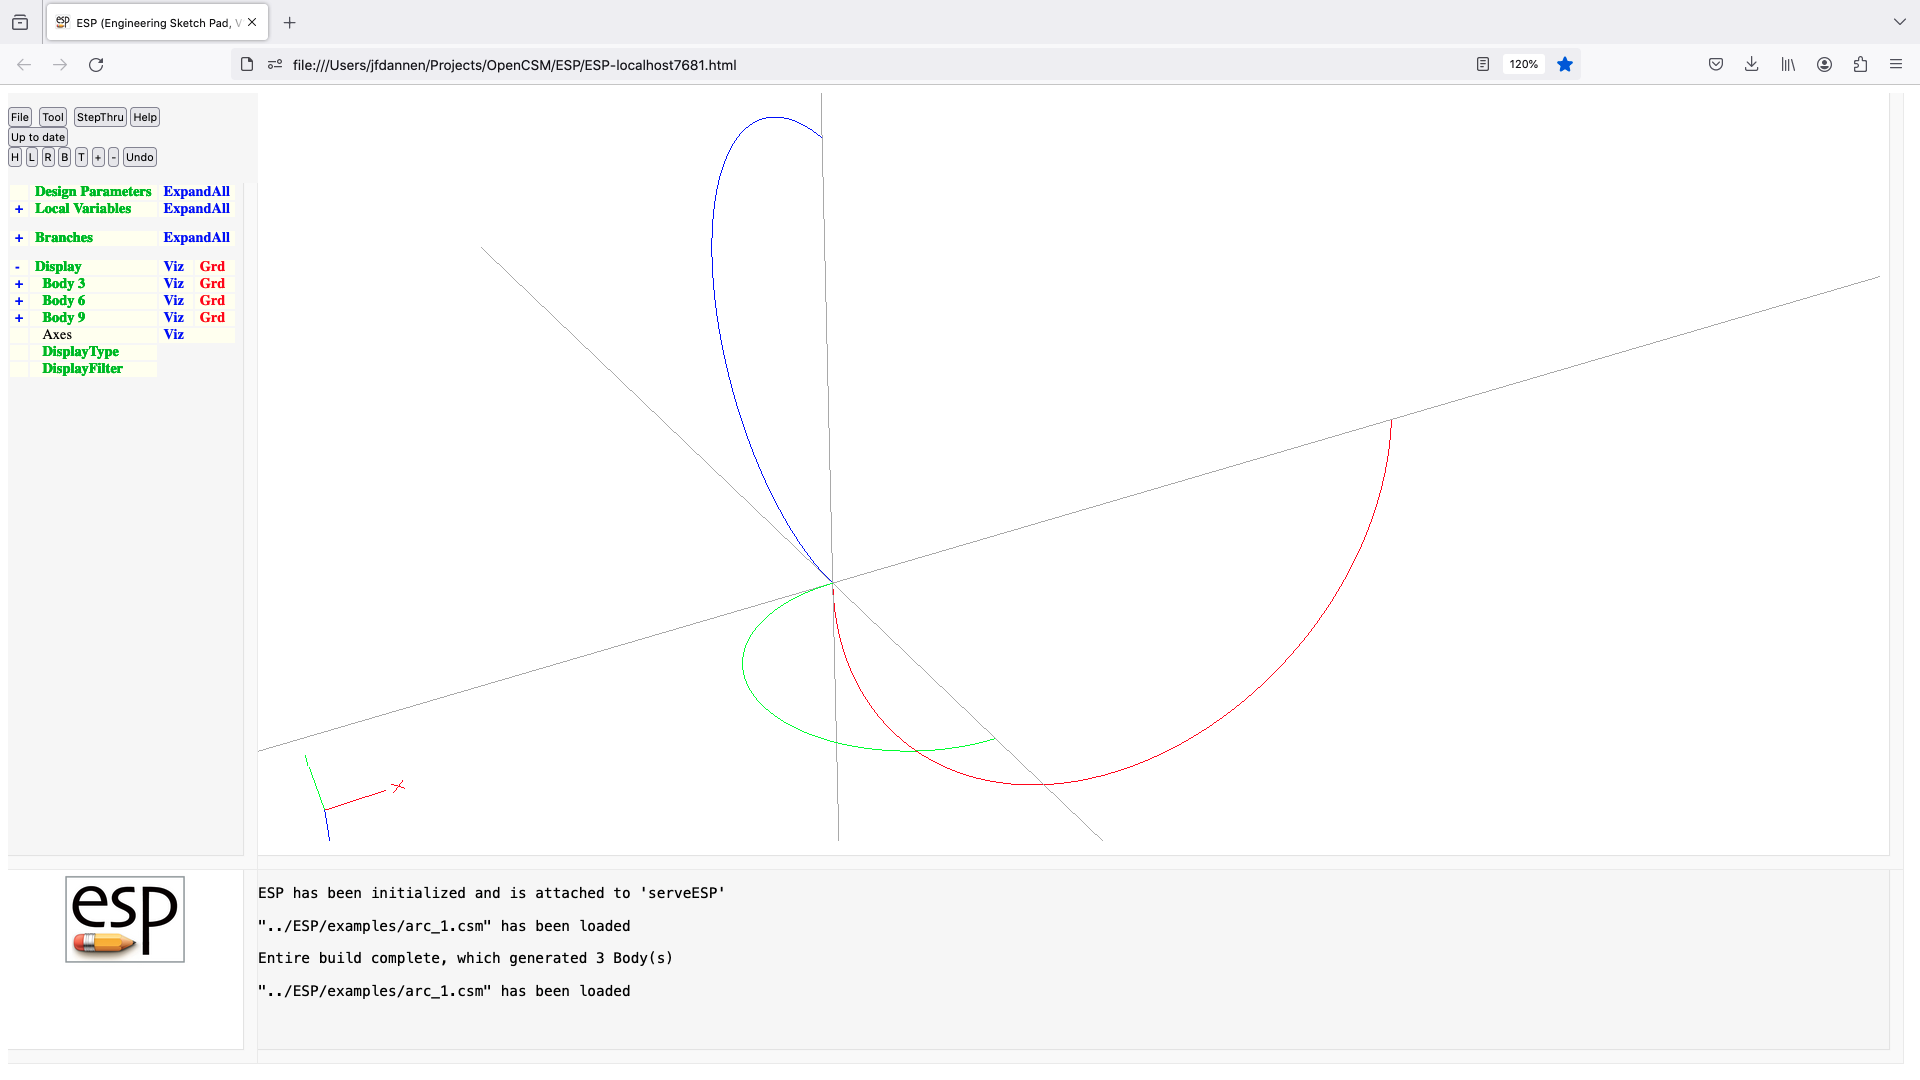 ESP (Engineering Sketch Pad, V
file:///Users/jfdannen/Projects/OpenCSM/ESP/ESP-localhost7681.html
120%
File Tool StepThru Help
Up to date
H L R B T + - Undo
Design Parameters ExpandAll
+ Local Variables ExpandAll
+ Branches ExpandAll
- Display Viz Grd
+ Body 3 Viz Grd
+ Body 6 Viz Grd
+ Body 9 Viz Grd
Axes Viz
DisplayType
DisplayFilter
X
esp
ESP has been initialized and is attached to 'serveESP'
"../ESP/examples/arc_1.csm" has been loaded
Entire build complete, which generated 3 Body(s)
"../ESP/examples/arc_1.csm" has been loaded